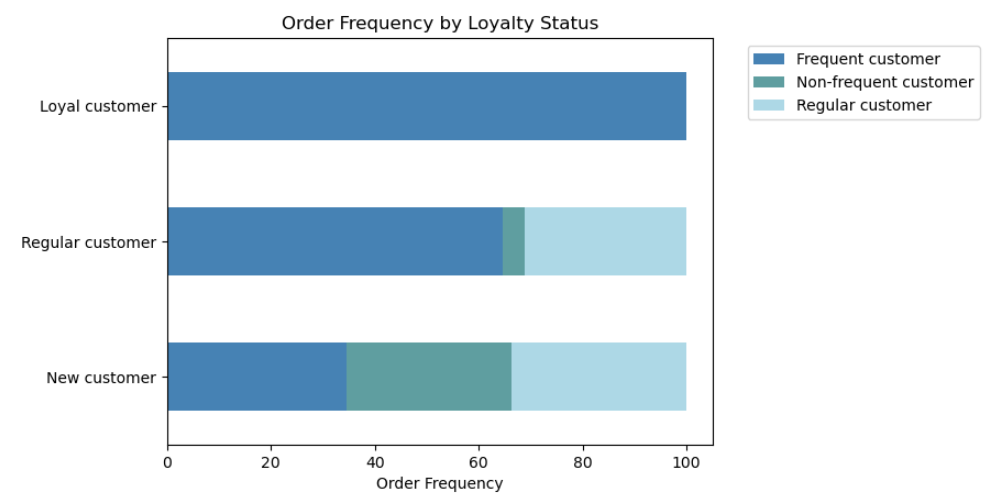 Order Frequency by Loyalty Status
Frequent customer
Non-frequent customer
Regular customer
Loyal customer
Regular customer
New customer
0 20 40 60 80 100
Order Frequency